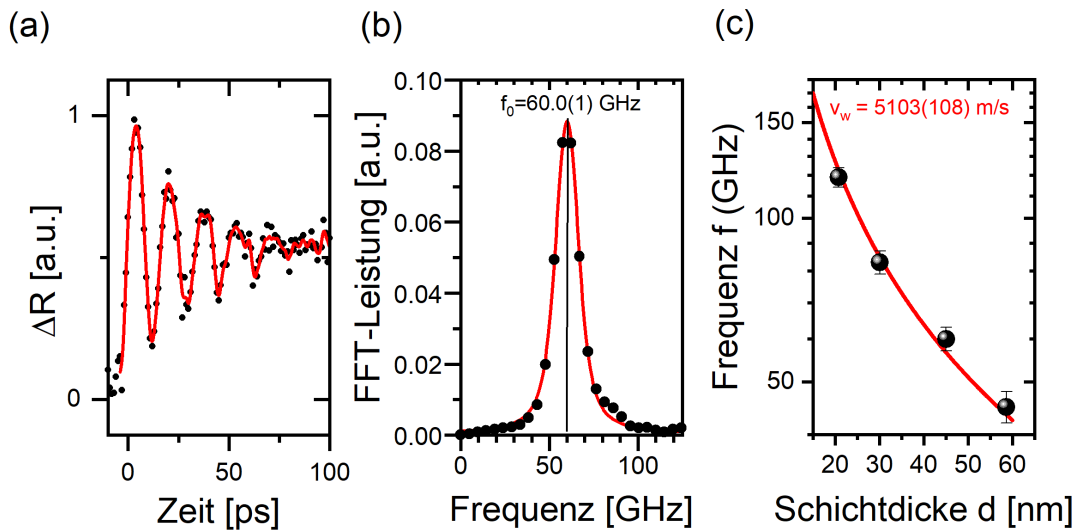 (a)
(b)
(c)
1
0
ΔR [a.u.]
0
50
100
Zeit [ps]
0.10
0.08
0.06
0.04
0.02
0.00
FFT-Leistung [a.u.]
f₀=60.0(1) GHz
0
50
100
Frequenz [GHz]
150
100
50
Frequenz f (GHz)
v_w = 5103(108) m/s
20
30
40
50
60
Schichtdicke d [nm]